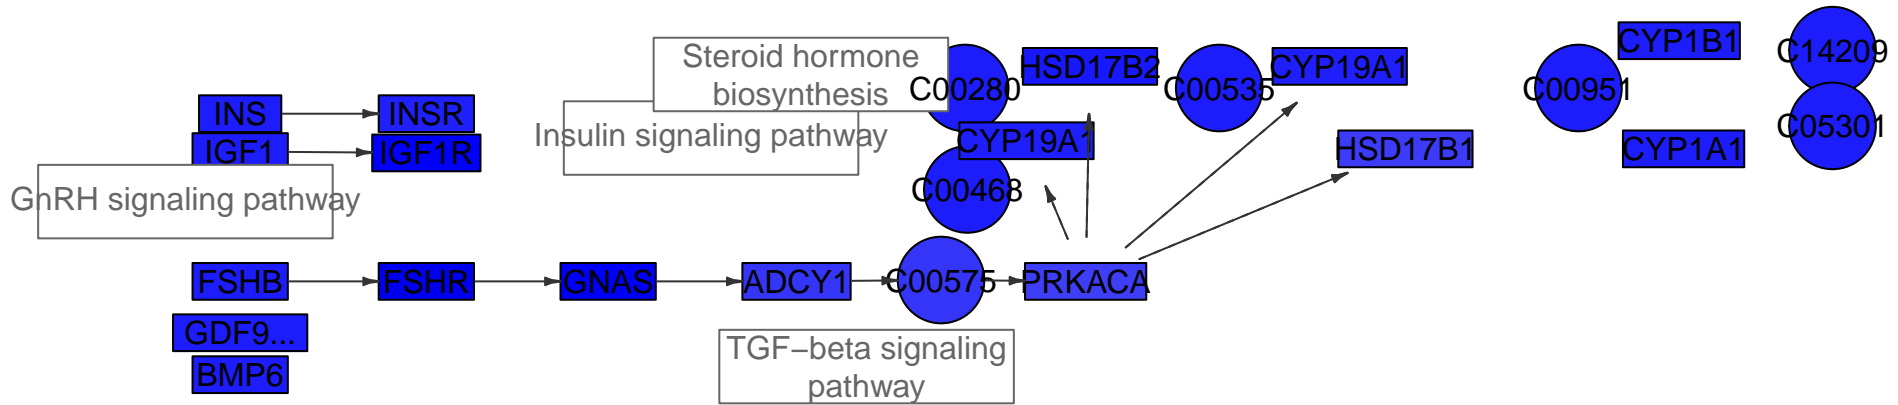 Steroid hormone
biosynthesis
C00280
HSD17B2
C00535
CYP19A1
C00951
CYP1B1
C14209
INS
INSR
Insulin signaling pathway
CYP19A1
C05301
IGF1
IGF1R
HSD17B1
CYP1A1
GnRH signaling pathway
C00468
FSHB
FSHR
GNAS
ADCY1
C00575
PRKACA
GDF9...
BMP6
TGF−beta signaling
pathway